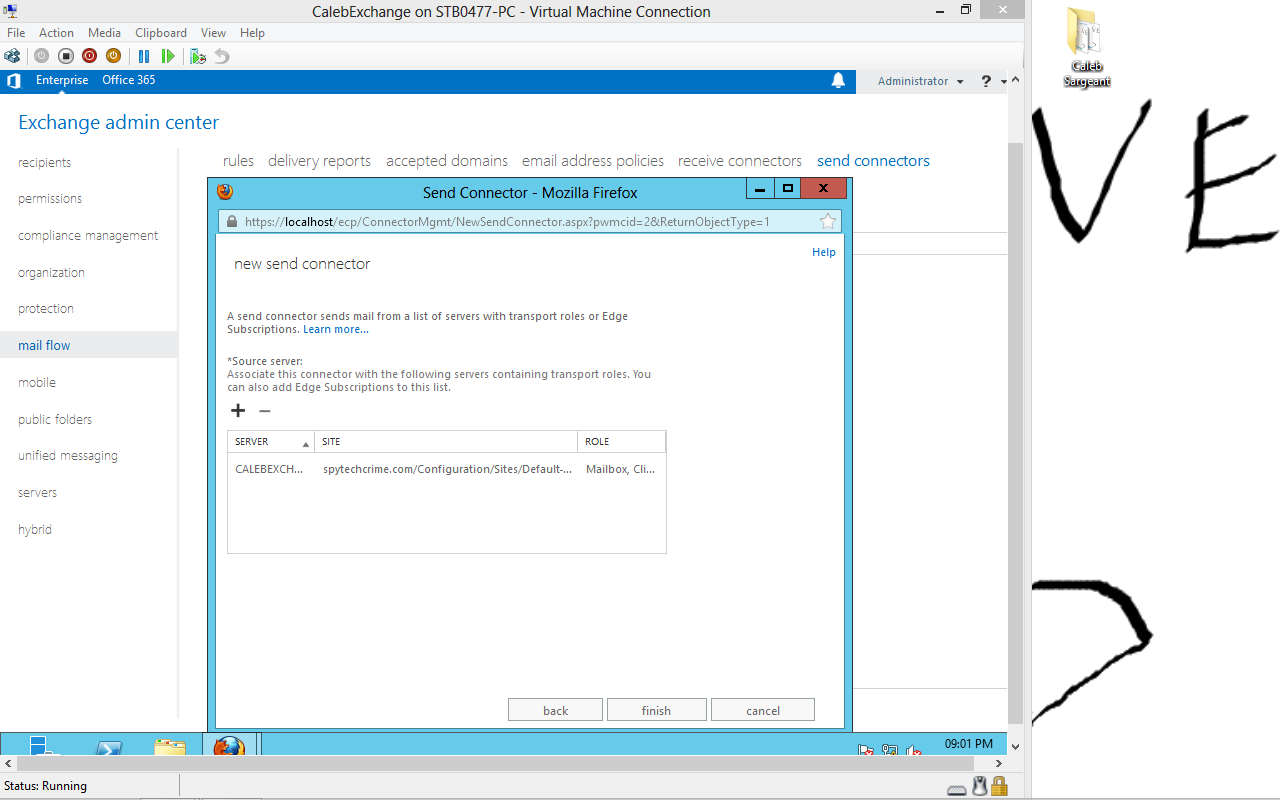 CalebExchange on STB0477-PC - Virtual Machine Connection
File Action Media Clipboard View Help
Enterprise Office 365
Administrator ?
Exchange admin center
recipients
permissions
compliance management
organization
protection
mail flow
mobile
public folders
unified messaging
servers
hybrid
rules delivery reports accepted domains email address policies receive connectors send connectors
Send Connector - Mozilla Firefox
https://localhost/ecp/ConnectorMgmt/NewSendConnector.aspx?pwmcid=2&ReturnObjectType=1
Help
new send connector
A send connector sends mail from a list of servers with transport roles or Edge
Subscriptions. Learn more...
*Source server:
Associate this connector with the following servers containing transport roles. You
can also add Edge Subscriptions to this list.
SERVER SITE ROLE
CALEBEXCH... spytechcrime.com/Configuration/Sites/Default-... Mailbox, Cli...
back finish cancel
09:01 PM
Status: Running
Caleb
Sargeant
VE